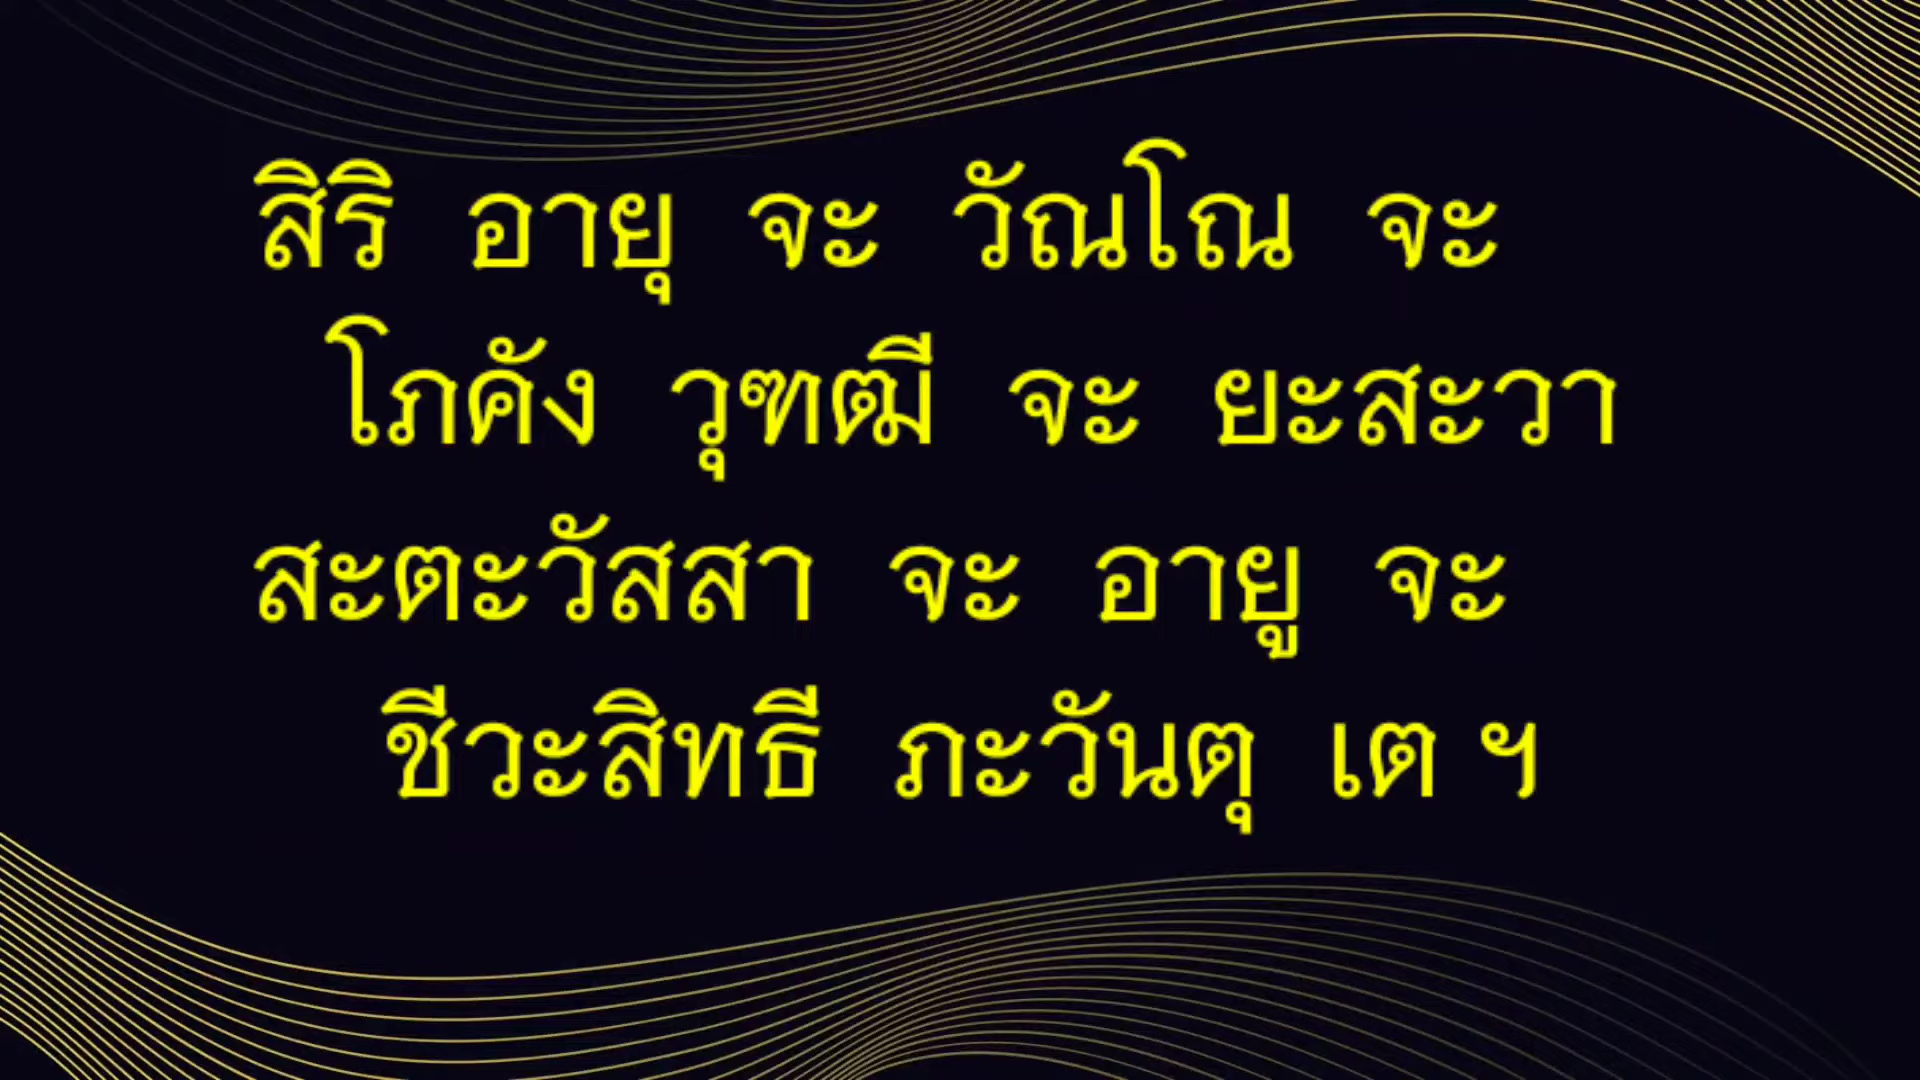 สิริ อายุ จะ วัณโณ จะ
โภคัง วุฑฒี จะ ยะสะวา
สะตะวัสสา จะ อายู จะ
ชีวะสิทธี ภะวันตุ เต ฯ